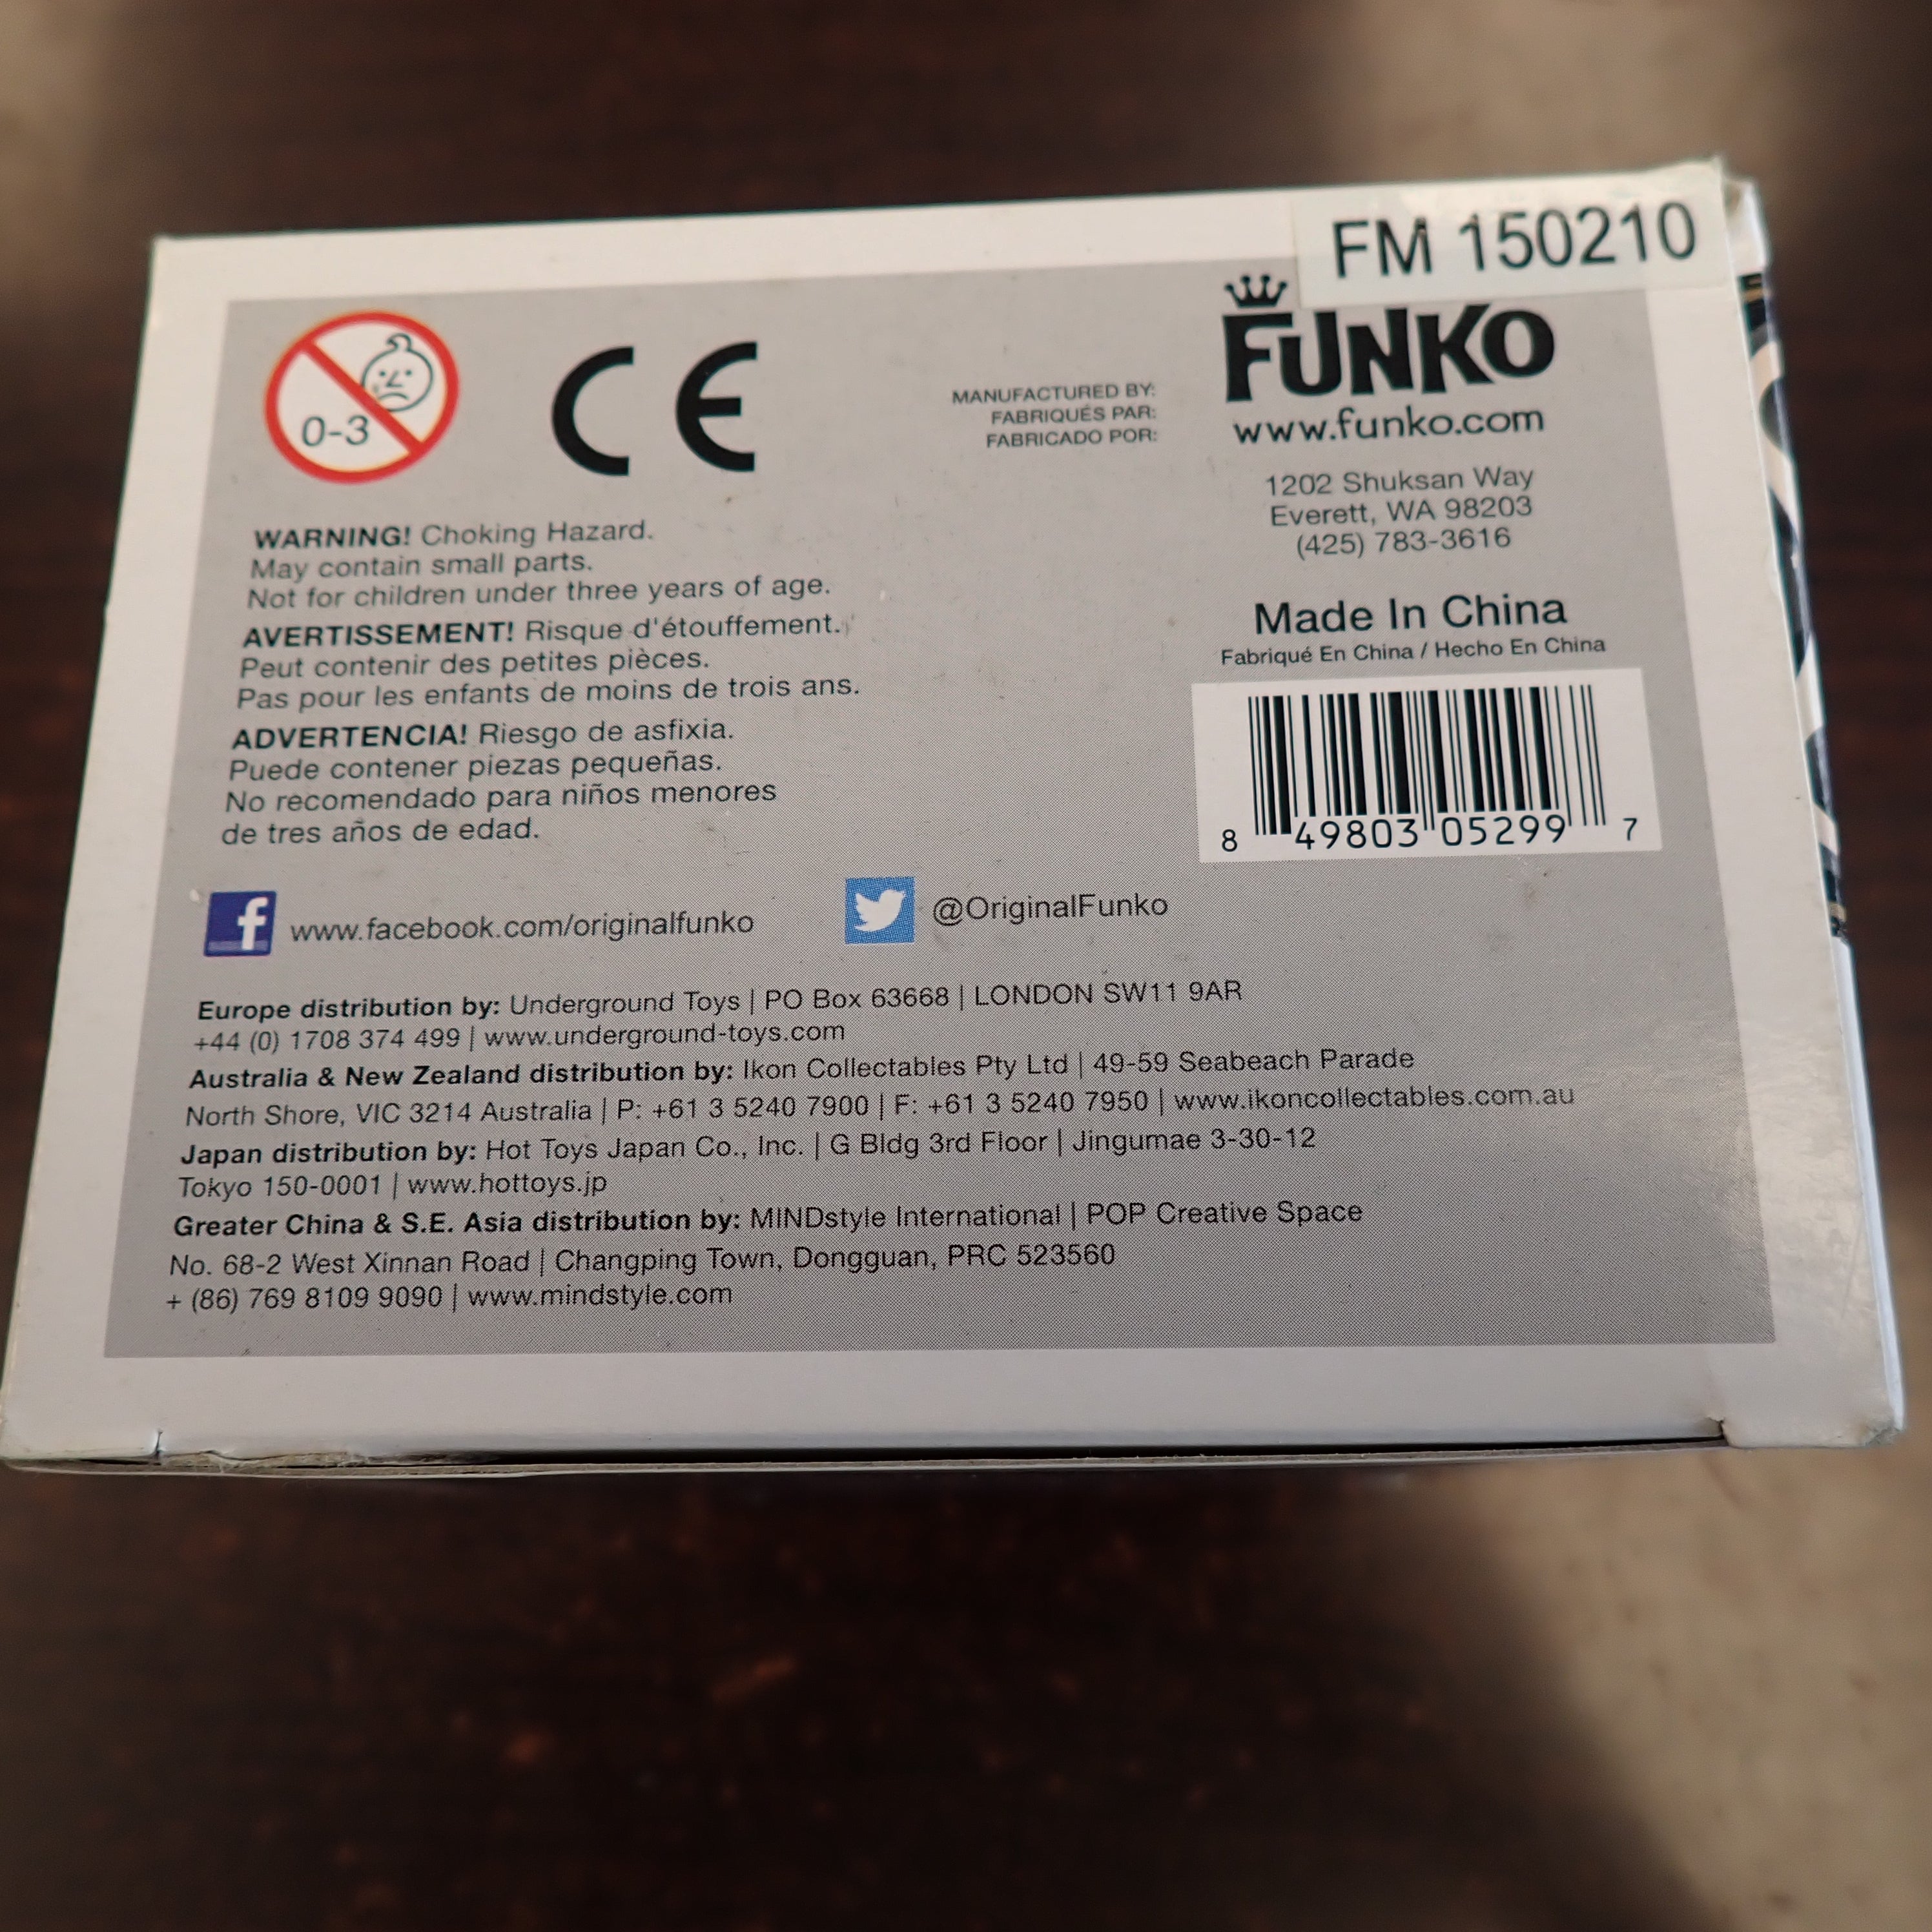 FM 150210
0-3
CE
MANUFACTURED BY:
FABRIQUÉS PAR:
FABRICADO POR:
FUNKO
www.funko.com
1202 Shuksan Way
Everett, WA 98203
(425) 783-3616
Made In China
Fabriqué En China / Hecho En China
8 49803 05299 7
WARNING! Choking Hazard.
May contain small parts.
Not for children under three years of age.
AVERTISSEMENT! Risque d'étouffement.
Peut contenir des petites pièces.
Pas pour les enfants de moins de trois ans.
ADVERTENCIA! Riesgo de asfixia.
Puede contener piezas pequeñas.
No recomendado para niños menores
de tres años de edad.
f www.facebook.com/originalfunko
@OriginalFunko
Europe distribution by: Underground Toys | PO Box 63668 | LONDON SW11 9AR
+44 (0) 1708 374 499 | www.underground-toys.com
Australia & New Zealand distribution by: Ikon Collectables Pty Ltd | 49-59 Seabeach Parade
North Shore, VIC 3214 Australia | P: +61 3 5240 7900 | F: +61 3 5240 7950 | www.ikoncollectables.com.au
Japan distribution by: Hot Toys Japan Co., Inc. | G Bldg 3rd Floor | Jingumae 3-30-12
Tokyo 150-0001 | www.hottoys.jp
Greater China & S.E. Asia distribution by: MINDstyle International | POP Creative Space
No. 68-2 West Xinnan Road | Changping Town, Dongguan, PRC 523560
+ (86) 769 8109 9090 | www.mindstyle.com